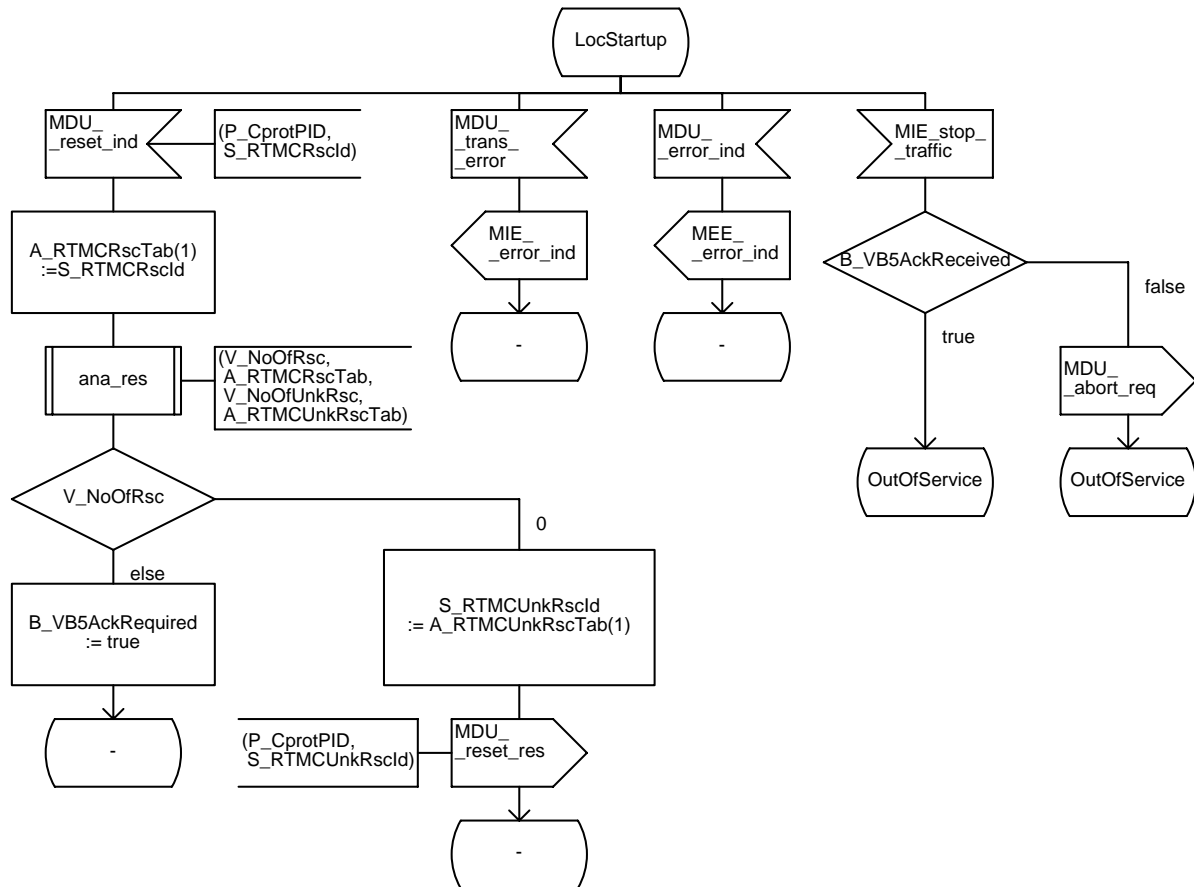 LocStartup
MDU_
_reset_ind
(P_CprotPID,
S_RTMCRscId)
MDU_
_trans_
_error
MDU_
_error_ind
MIE_stop_
_traffic
A_RTMCRscTab(1)
:=S_RTMCRscId
MIE_
_error_ind
MEE_
_error_ind
B_VB5AckReceived
false
true
-
-
ana_res
(V_NoOfRsc,
A_RTMCRscTab,
V_NoOfUnkRsc,
A_RTMCUnkRscTab)
MDU_
_abort_req
V_NoOfRsc
OutOfService
OutOfService
0
else
B_VB5AckRequired
:= true
S_RTMCUnkRscId
:= A_RTMCUnkRscTab(1)
-
(P_CprotPID,
S_RTMCUnkRscId)
MDU_
_reset_res
-